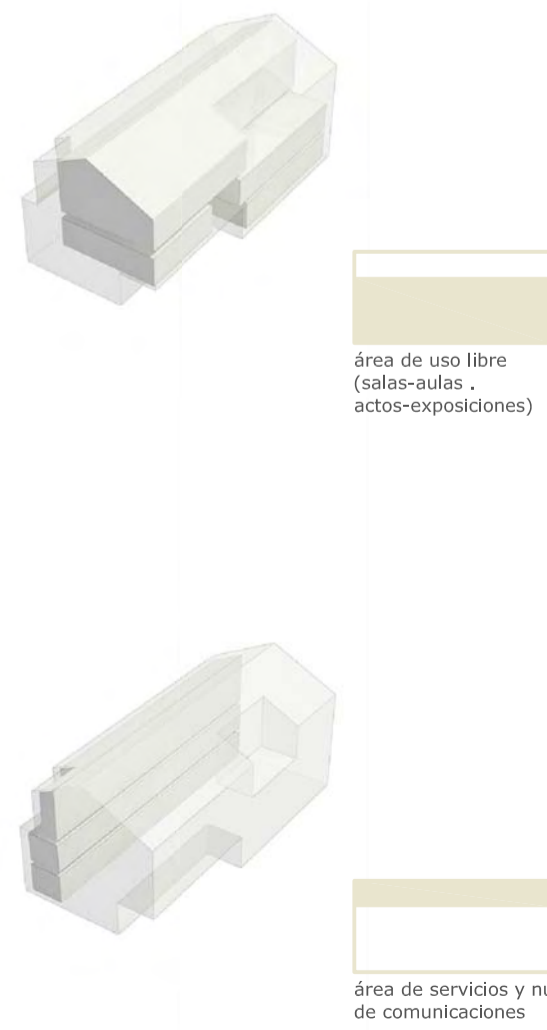 área de uso libre
(salas-aulas .
actos-exposiciones)
área de servicios y
de comunicaciones